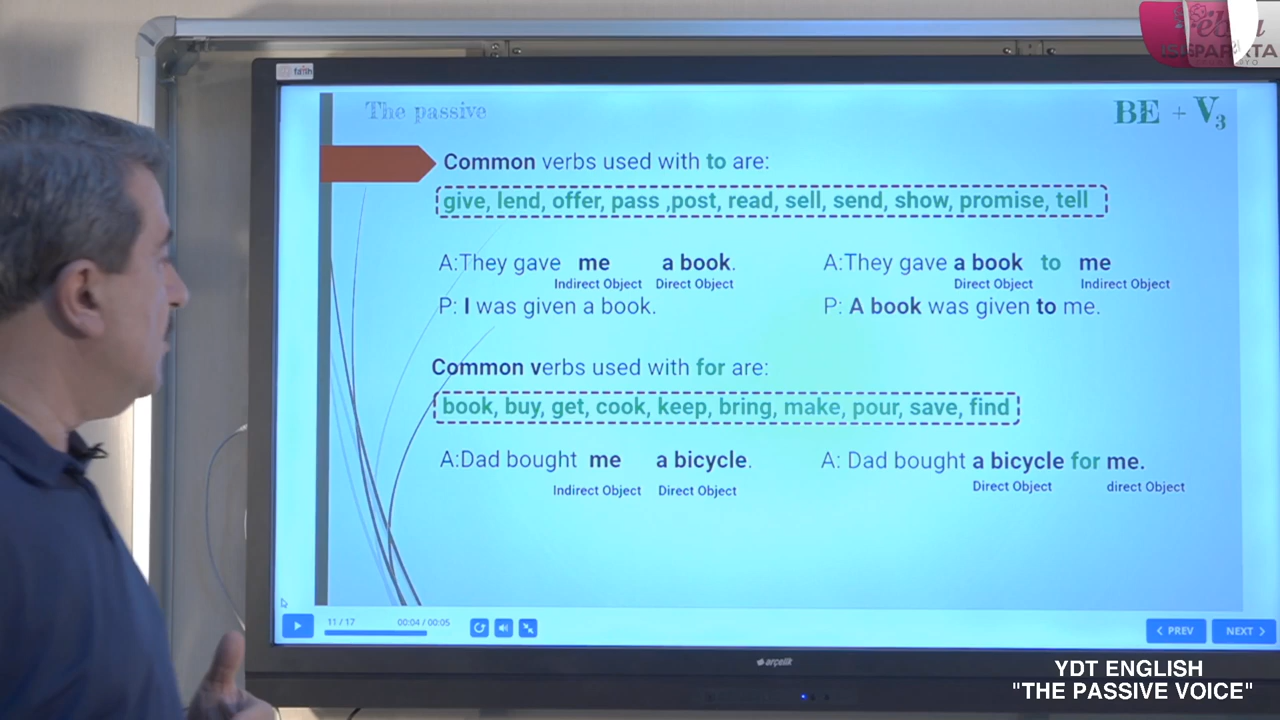 fatih
The passive
BE + V3
Common verbs used with to are:
give, lend, offer, pass ,post, read, sell, send, show, promise, tell
A:They gave me a book.
Indirect Object Direct Object
P: I was given a book.
A:They gave a book to me
Direct Object Indirect Object
P: A book was given to me.
Common verbs used with for are:
book, buy, get, cook, keep, bring, make, pour, save, find
A:Dad bought me a bicycle.
Indirect Object Direct Object
A: Dad bought a bicycle for me.
Direct Object direct Object
11 / 17
00:04 / 00:05
< PREV
NEXT >
arçelik
YDT ENGLISH
"THE PASSIVE VOICE"